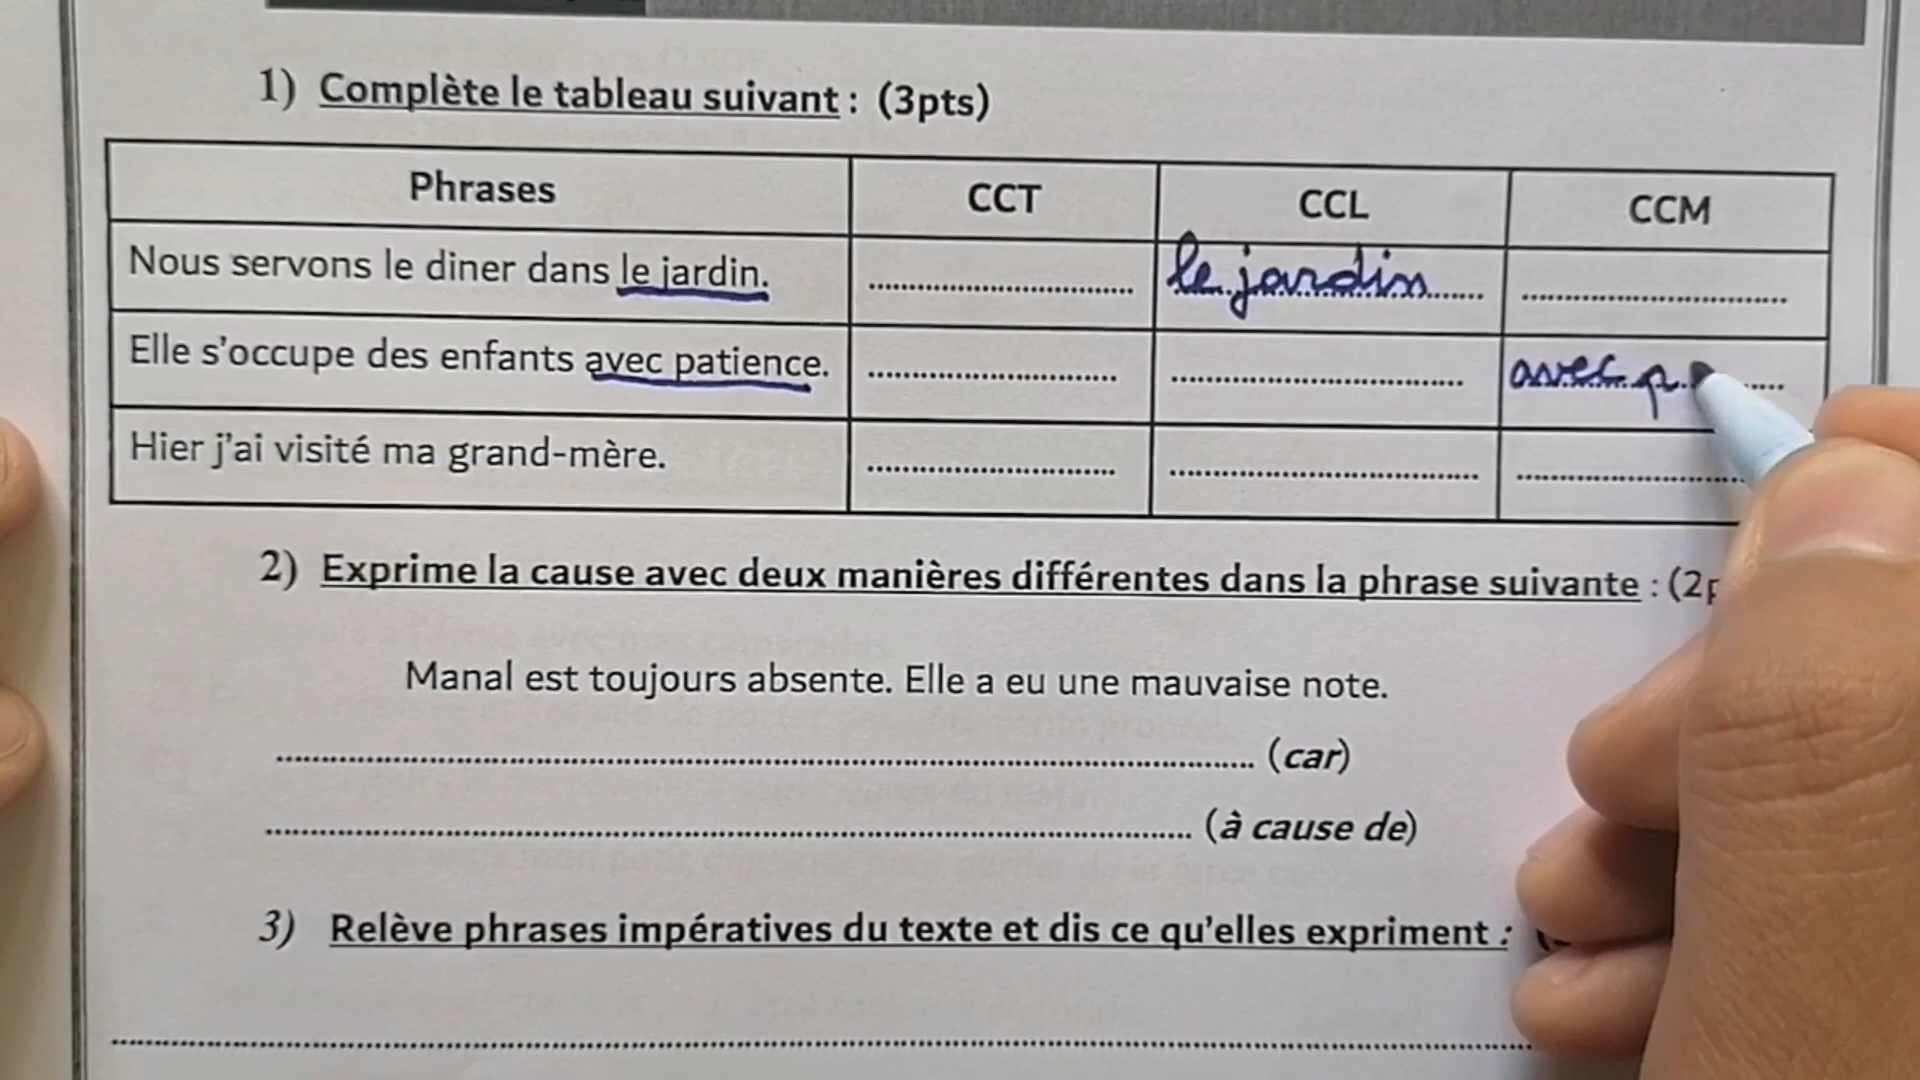 1) Complète le tableau suivant : (3pts)
Phrases CCT CCL CCM
Nous servons le diner dans le jardin. .......... le jardin ..........
Elle s'occupe des enfants avec patience. .......... .......... avec p
Hier j'ai visité ma grand-mère. .......... .......... ..........
2) Exprime la cause avec deux manières différentes dans la phrase suivante : (2p
Manal est toujours absente. Elle a eu une mauvaise note.
.......... (car)
.......... (à cause de)
3) Relève phrases impératives du texte et dis ce qu'elles expriment :
..........